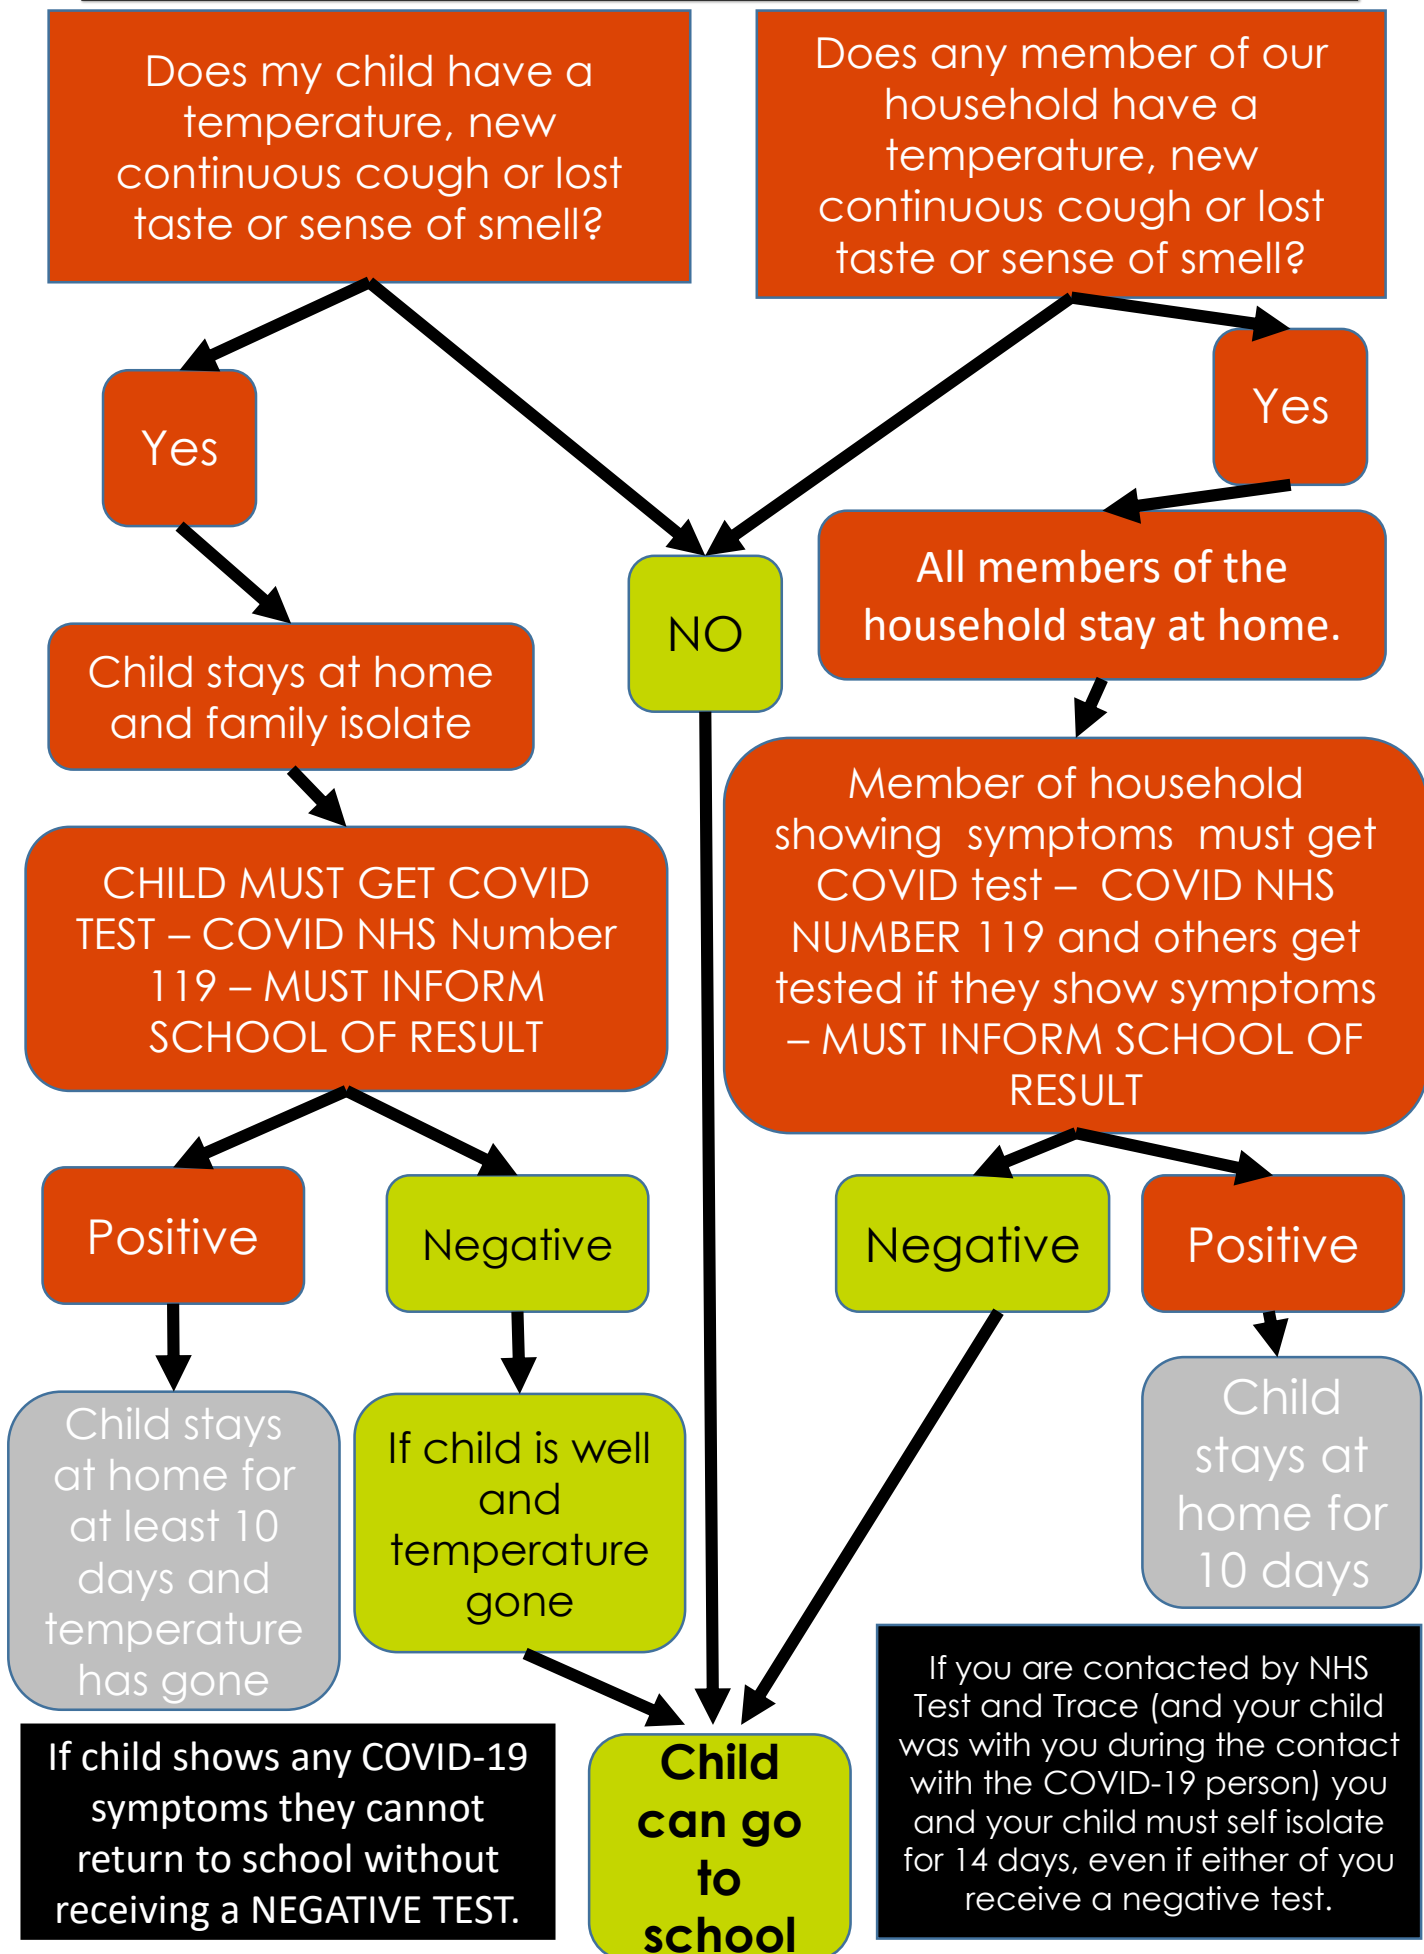 Does my child have a
temperature, new
continuous cough or lost
taste or sense of smell?
Does any member of our
household have a
temperature, new
continuous cough or lost
taste or sense of smell?
Yes
Yes
NO
All members of the
household stay at home.
Child stays at home
and family isolate
Member of household
showing symptoms must get
COVID test – COVID NHS
NUMBER 119 and others get
tested if they show symptoms
– MUST INFORM SCHOOL OF
RESULT
CHILD MUST GET COVID
TEST – COVID NHS Number
119 – MUST INFORM
SCHOOL OF RESULT
Positive
Negative
Negative
Positive
Child stays
at home for
at least 10
days and
temperature
has gone
If child is well
and
temperature
gone
Child
stays at
home for
10 days
If child shows any COVID-19
symptoms they cannot
return to school without
receiving a NEGATIVE TEST.
Child
can go
to
school
If you are contacted by NHS
Test and Trace (and your child
was with you during the contact
with the COVID-19 person) you
and your child must self isolate
for 14 days, even if either of you
receive a negative test.